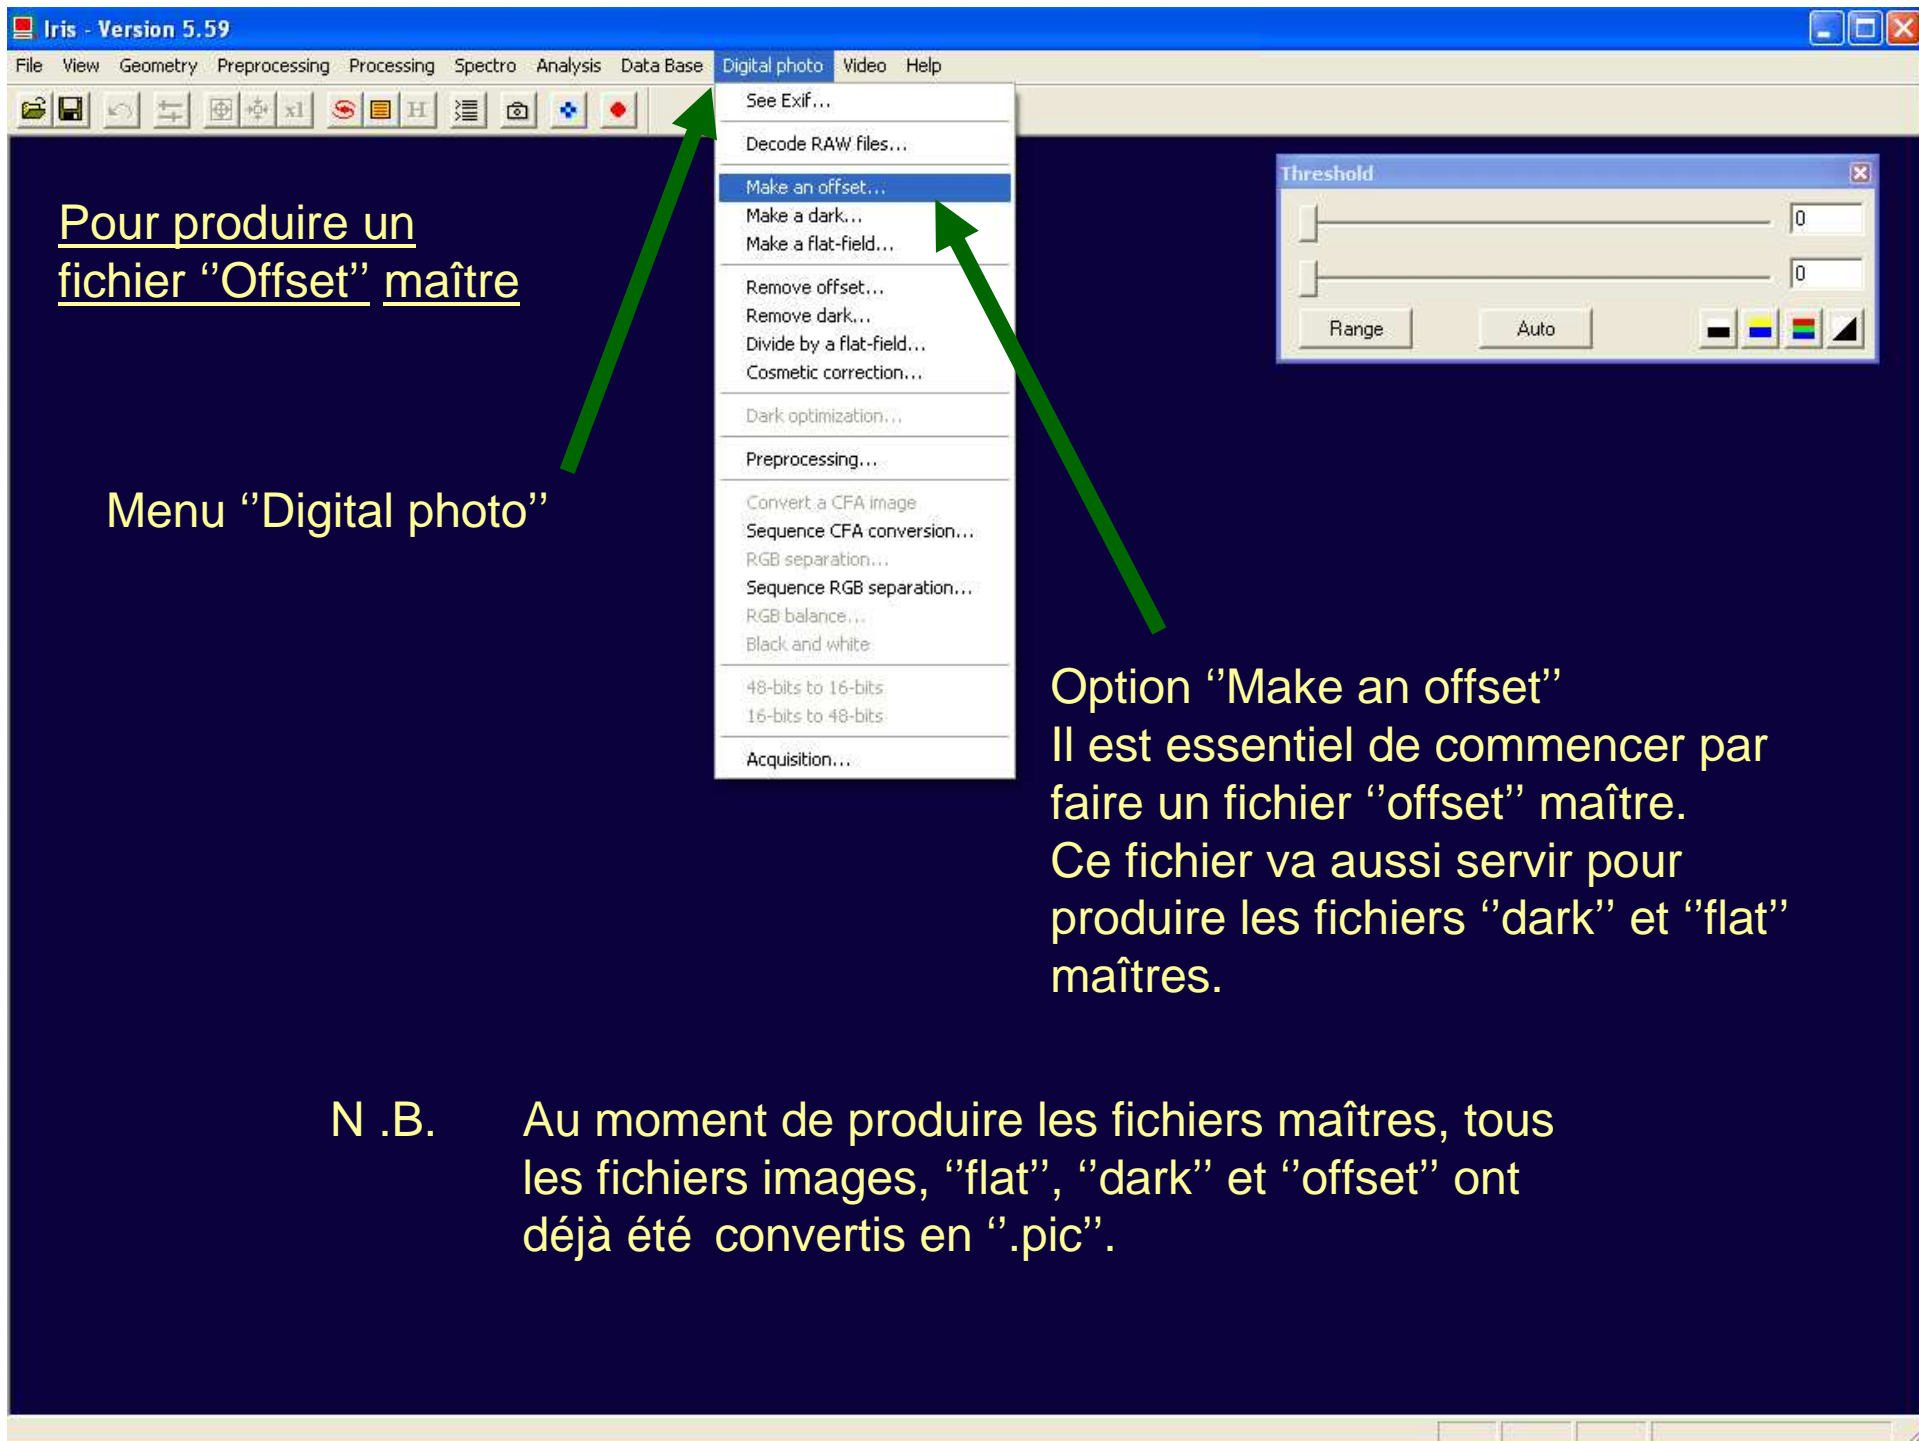 Iris - Version 5.59
File View Geometry Preprocessing Processing Spectro Analysis Data Base Digital photo Video Help
x1 H
See Exif...
Decode RAW files...
Make an offset...
Make a dark...
Make a flat-field...
Remove offset...
Remove dark...
Divide by a flat-field...
Cosmetic correction...
Dark optimization...
Preprocessing...
Convert a CFA image
Sequence CFA conversion...
RGB separation...
Sequence RGB separation...
RGB balance...
Black and white
48-bits to 16-bits
16-bits to 48-bits
Acquisition...
Threshold
0
0
Range Auto
Pour produire un
fichier ‘’Offset’’ maître
Menu ‘’Digital photo’’
Option ‘’Make an offset’’
Il est essentiel de commencer par
faire un fichier ‘’offset’’ maître.
Ce fichier va aussi servir pour
produire les fichiers ‘’dark’’ et ‘’flat’’
maîtres.
N .B. Au moment de produire les fichiers maîtres, tous
les fichiers images, ‘’flat’’, ‘’dark’’ et ‘’offset’’ ont
déjà été convertis en ‘’.pic’’.